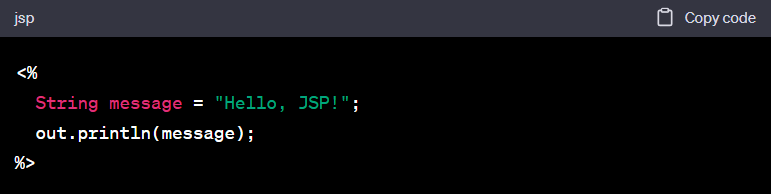 jsp
Copy code
<%
String message = "Hello, JSP!";
out.println(message);
%>